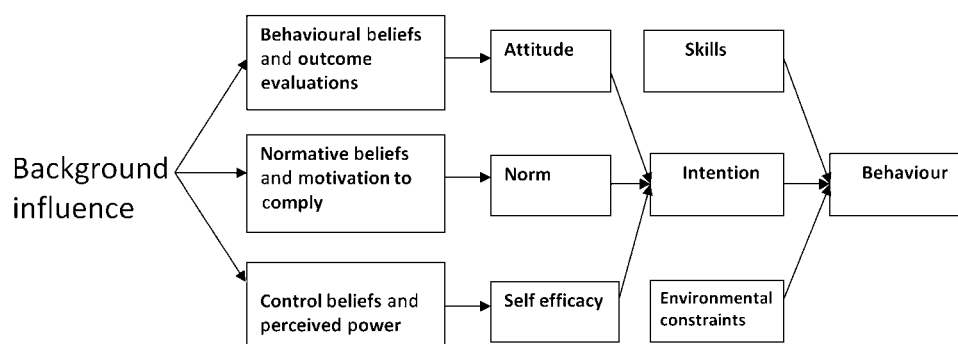 Behavioural beliefs
and outcome
evaluations
Attitude
Skills
Background
influence
Normative beliefs
and motivation to
comply
Norm
Intention
Behaviour
Control beliefs and
perceived power
Self efficacy
Environmental
constraints